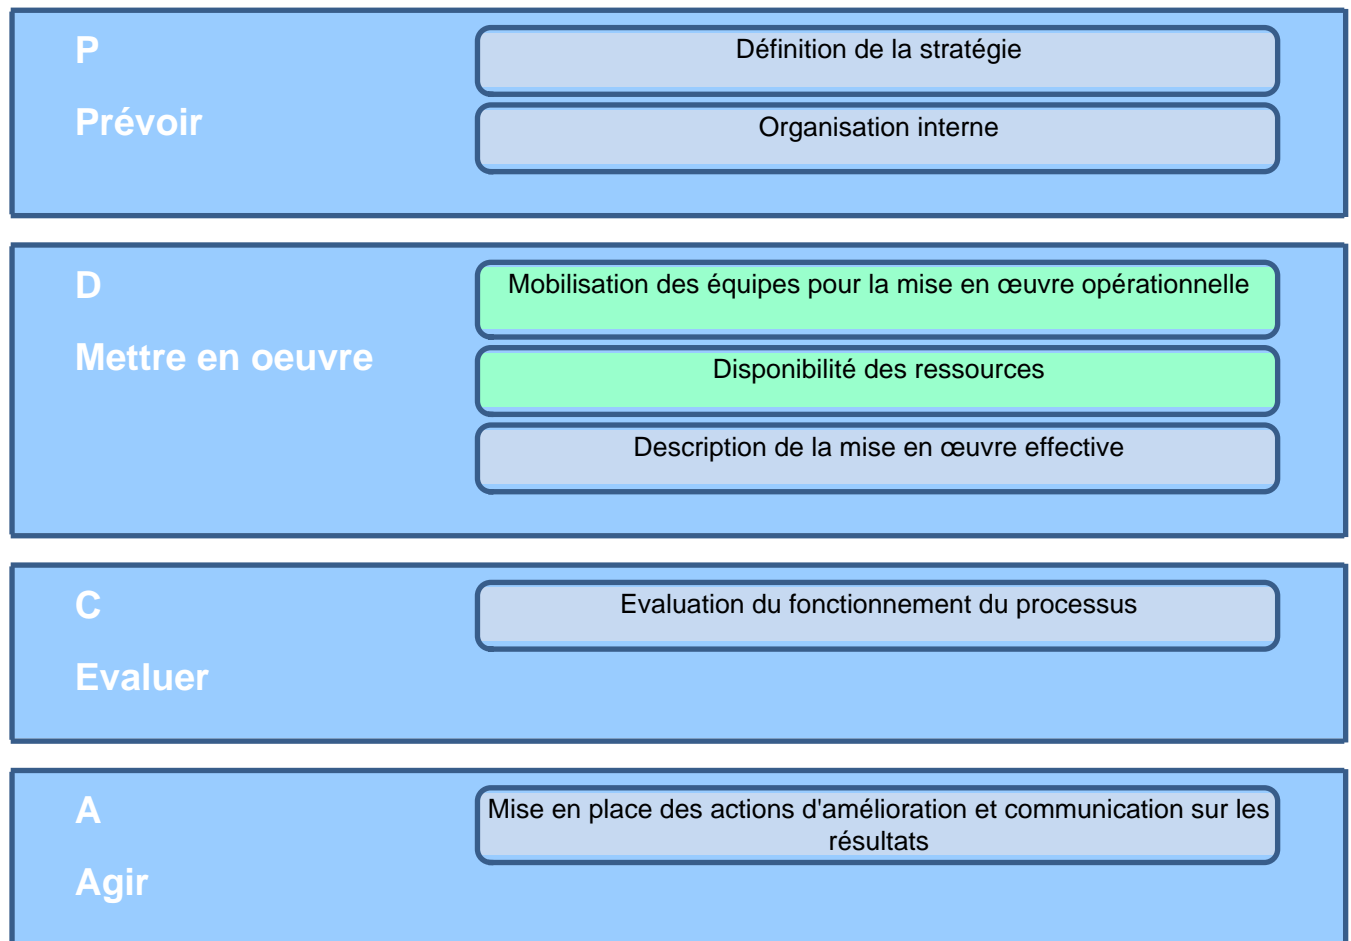 P
Définition de la stratégie
Prévoir
Organisation interne
D
Mobilisation des équipes pour la mise en œuvre opérationnelle
Mettre en oeuvre
Disponibilité des ressources
Description de la mise en œuvre effective
C
Evaluation du fonctionnement du processus
Evaluer
A
Mise en place des actions d'amélioration et communication sur les
résultats
Agir